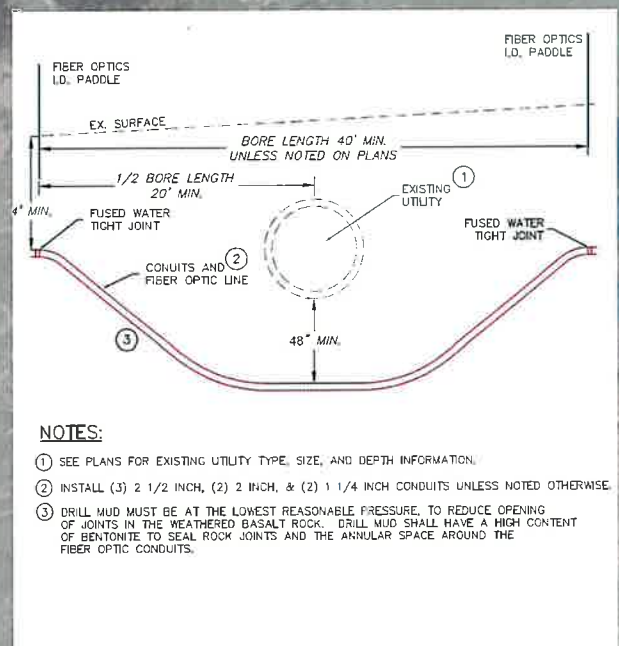 FIBER OPTICS
I.D. PADDLE
FIBER OPTICS
I.D. PADDLE
EX. SURFACE
BORE LENGTH 40' MIN.
UNLESS NOTED ON PLANS
1/2 BORE LENGTH
20' MIN.
EXISTING
UTILITY
1
4' MIN.
FUSED WATER
TIGHT JOINT
FUSED WATER
TIGHT JOINT
CONUITS AND
FIBER OPTIC LINE
2
3
48" MIN.
NOTES:
1 SEE PLANS FOR EXISTING UTILITY TYPE, SIZE, AND DEPTH INFORMATION.
2 INSTALL (3) 2 1/2 INCH, (2) 2 INCH, & (2) 1 1/4 INCH CONDUITS UNLESS NOTED OTHERWISE.
3 DRILL MUD MUST BE AT THE LOWEST REASONABLE PRESSURE, TO REDUCE OPENING
OF JOINTS IN THE WEATHERED BASALT ROCK. DRILL MUD SHALL HAVE A HIGH CONTENT
OF BENTONITE TO SEAL ROCK JOINTS AND THE ANNULAR SPACE AROUND THE
FIBER OPTIC CONDUITS.